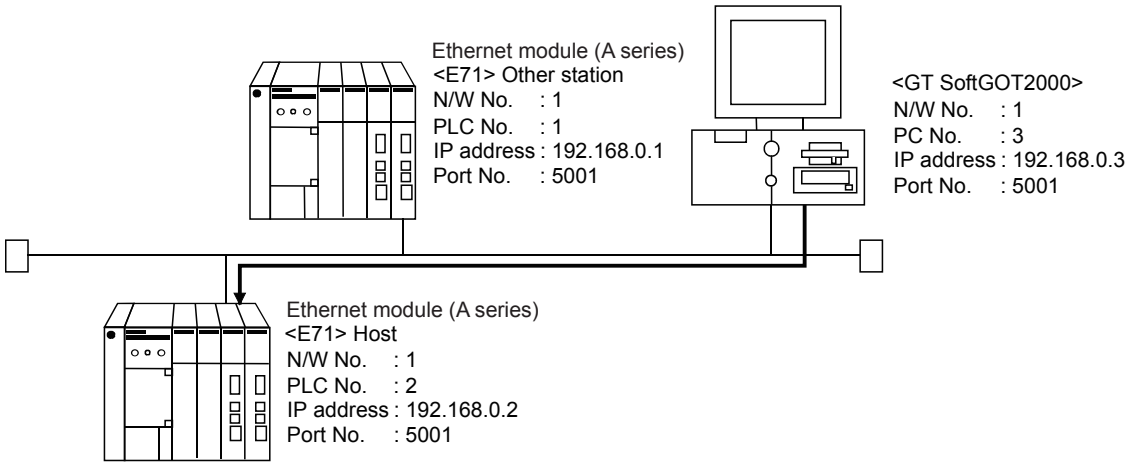 Ethernet module (A series)
<E71> Other station
N/W No. : 1
PLC No. : 1
IP address : 192.168.0.1
Port No. : 5001
<GT SoftGOT2000>
N/W No. : 1
PC No. : 3
IP address : 192.168.0.3
Port No. : 5001
Ethernet module (A series)
<E71> Host
N/W No. : 1
PLC No. : 2
IP address : 192.168.0.2
Port No. : 5001